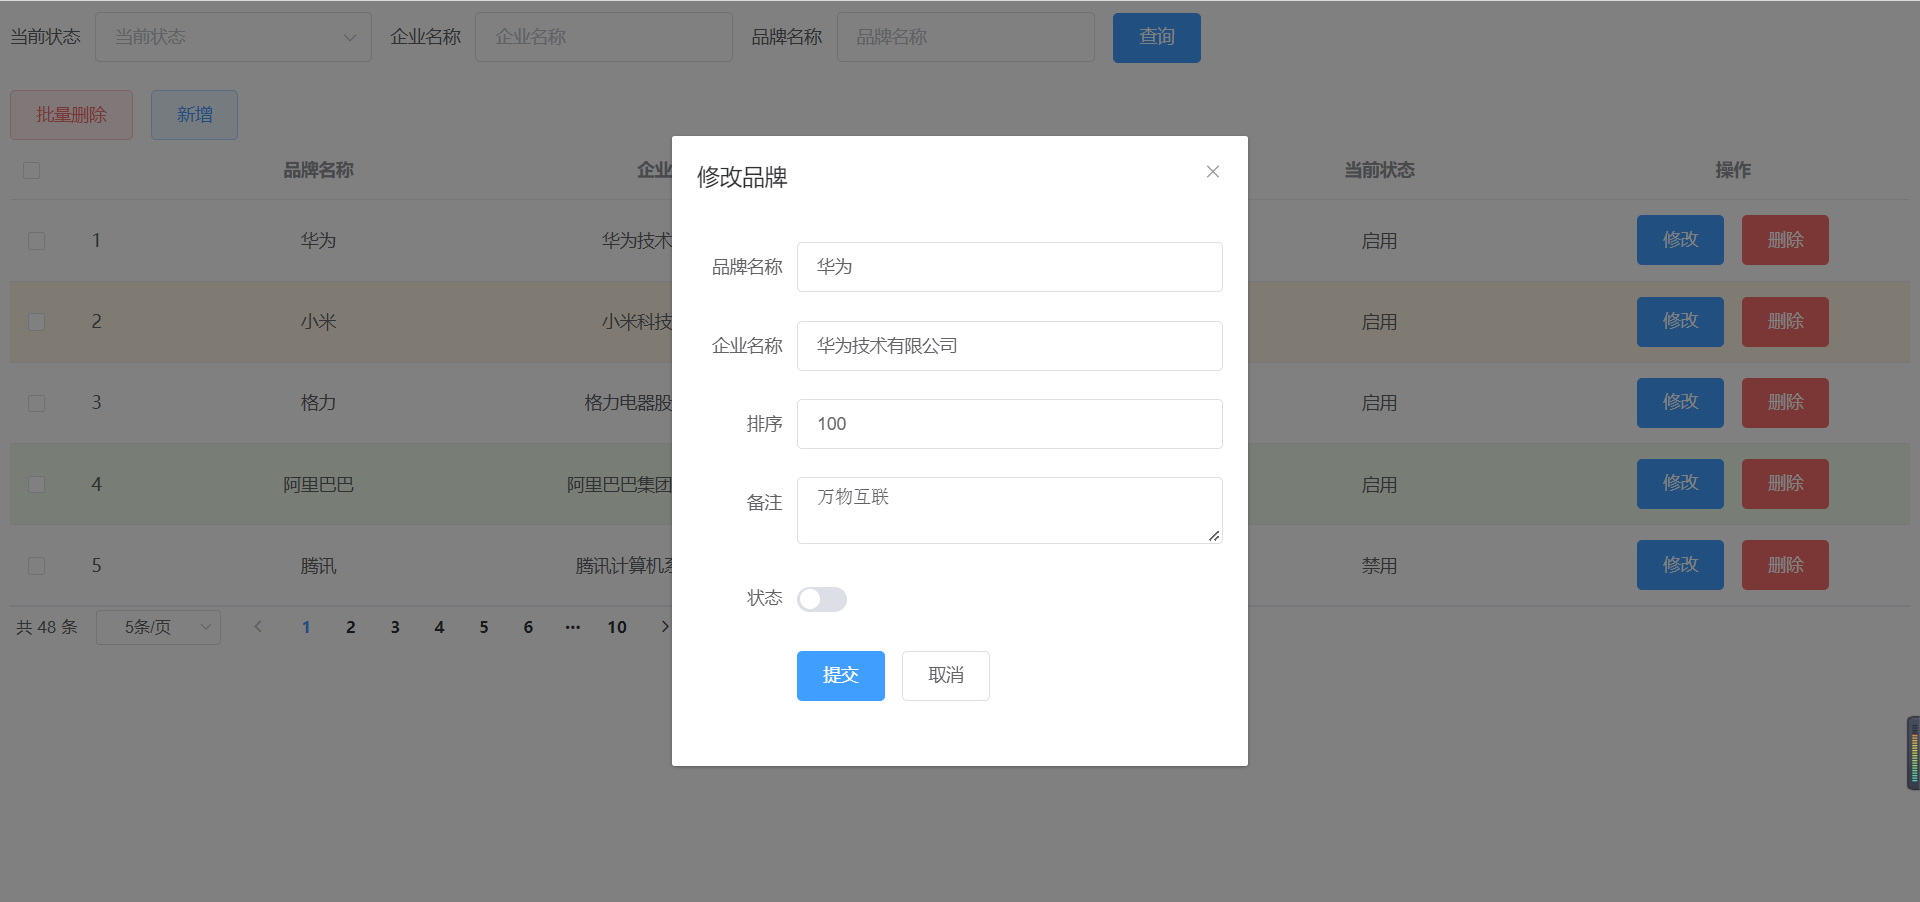 当前状态 当前状态 企业名称 企业名称 品牌名称 品牌名称 查询
批量删除 新增
品牌名称 企业 当前状态 操作
1 华为 华为技术 启用 修改 删除
2 小米 小米科技 启用 修改 删除
3 格力 格力电器股 启用 修改 删除
4 阿里巴巴 阿里巴巴集团 启用 修改 删除
5 腾讯 腾讯计算机 禁用 修改 删除
共 48 条 5条/页 1 2 3 4 5 6 ••• 10
修改品牌
品牌名称 华为
企业名称 华为技术有限公司
排序 100
备注 万物互联
状态
提交 取消